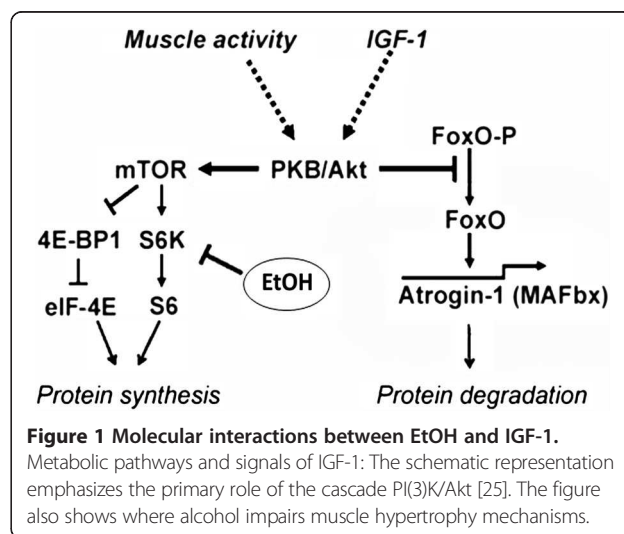 Muscle activity IGF-1
FoxO-P
mTOR PKB/Akt
FoxO
4E-BP1 S6K
EtOH
Atrogin-1 (MAFbx)
eIF-4E S6
Protein synthesis Protein degradation
Figure 1 Molecular interactions between EtOH and IGF-1.
Metabolic pathways and signals of IGF-1: The schematic representation
emphasizes the primary role of the cascade PI(3)K/Akt [25]. The figure
also shows where alcohol impairs muscle hypertrophy mechanisms.